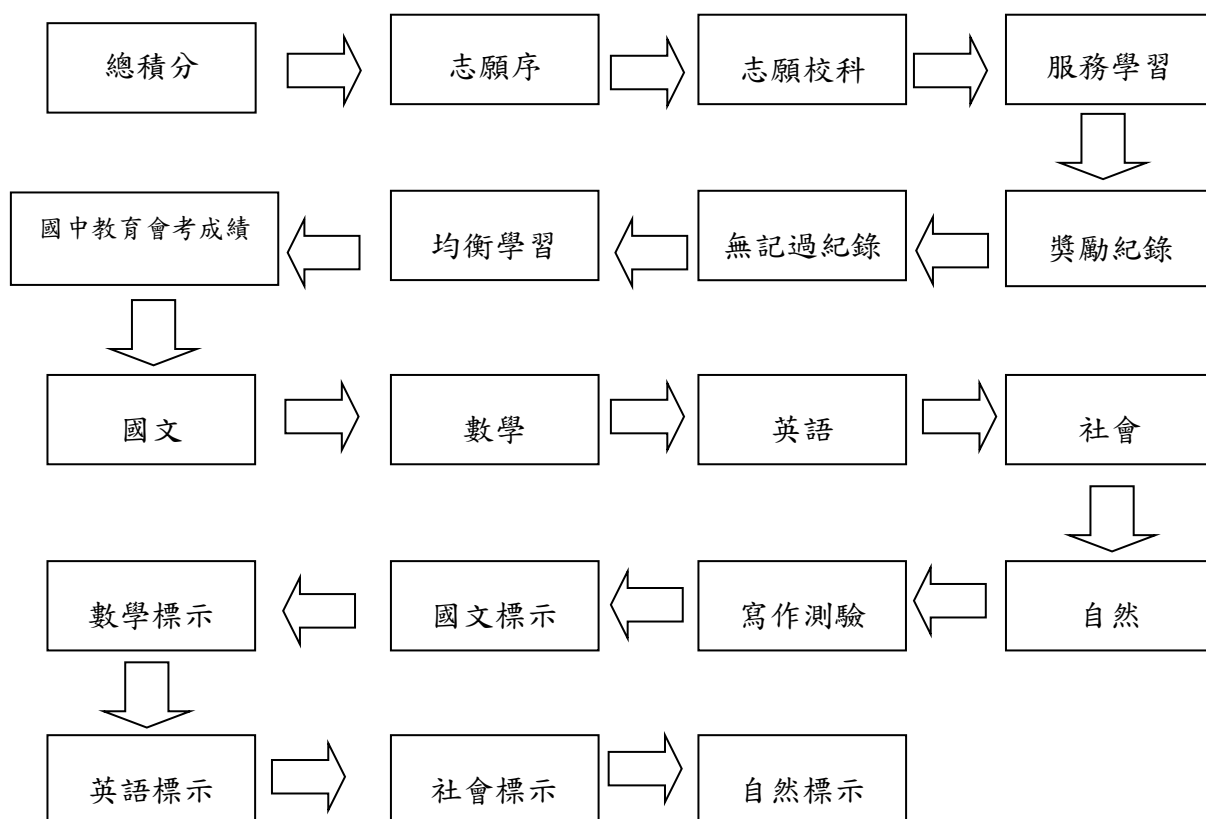 總積分
志願序
志願校科
服務學習
獎勵紀錄
無記過紀錄
均衡學習
國中教育會考成績
國文
數學
英語
社會
自然
寫作測驗
國文標示
數學標示
英語標示
社會標示
自然標示